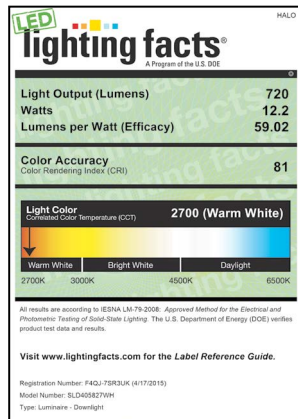 HALO
LED
lighting facts®
A Program of the U.S. DOE
Light Output (Lumens) 720
Watts 12.2
Lumens per Watt (Efficacy) 59.02
Color Accuracy
Color Rendering Index (CRI) 81
Light Color
Correlated Color Temperature (CCT) 2700 (Warm White)
Warm White Bright White Daylight
2700K 3000K 4500K 6500K
All results are according to IESNA LM-79-2008: Approved Method for the Electrical and
Photometric Testing of Solid-State Lighting. The U.S. Department of Energy (DOE) verifies
product test data and results.
Visit www.lightingfacts.com for the Label Reference Guide.
Registration Number: F4QJ-7SR3UK (4/17/2015)
Model Number: SLD405827WH
Type: Luminaire - Downlight